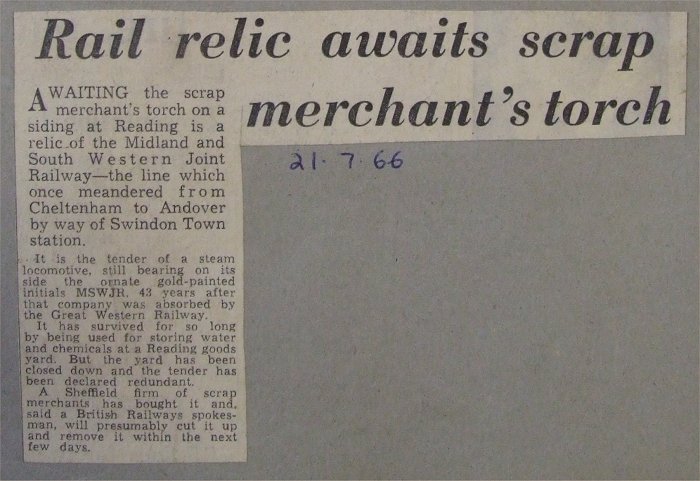 Rail relic awaits scrap
merchant's torch
21. 7. 66
AWAITING the scrap
merchant's torch on a
siding at Reading is a
relic of the Midland and
South Western Joint
Railway—the line which
once meandered from
Cheltenham to Andover
by way of Swindon Town
station.
It is the tender of a steam
locomotive, still bearing on its
side the ornate gold-painted
initials MSWJR, 43 years after
that company was absorbed by
the Great Western Railway.
It has survived for so long
by being used for storing water
and chemicals at a Reading goods
yard. But the yard has been
closed down and the tender has
been declared redundant.
A Sheffield firm of scrap
merchants has bought it and,
said a British Railways spokes-
man, will presumably cut it up
and remove it within the next
few days.